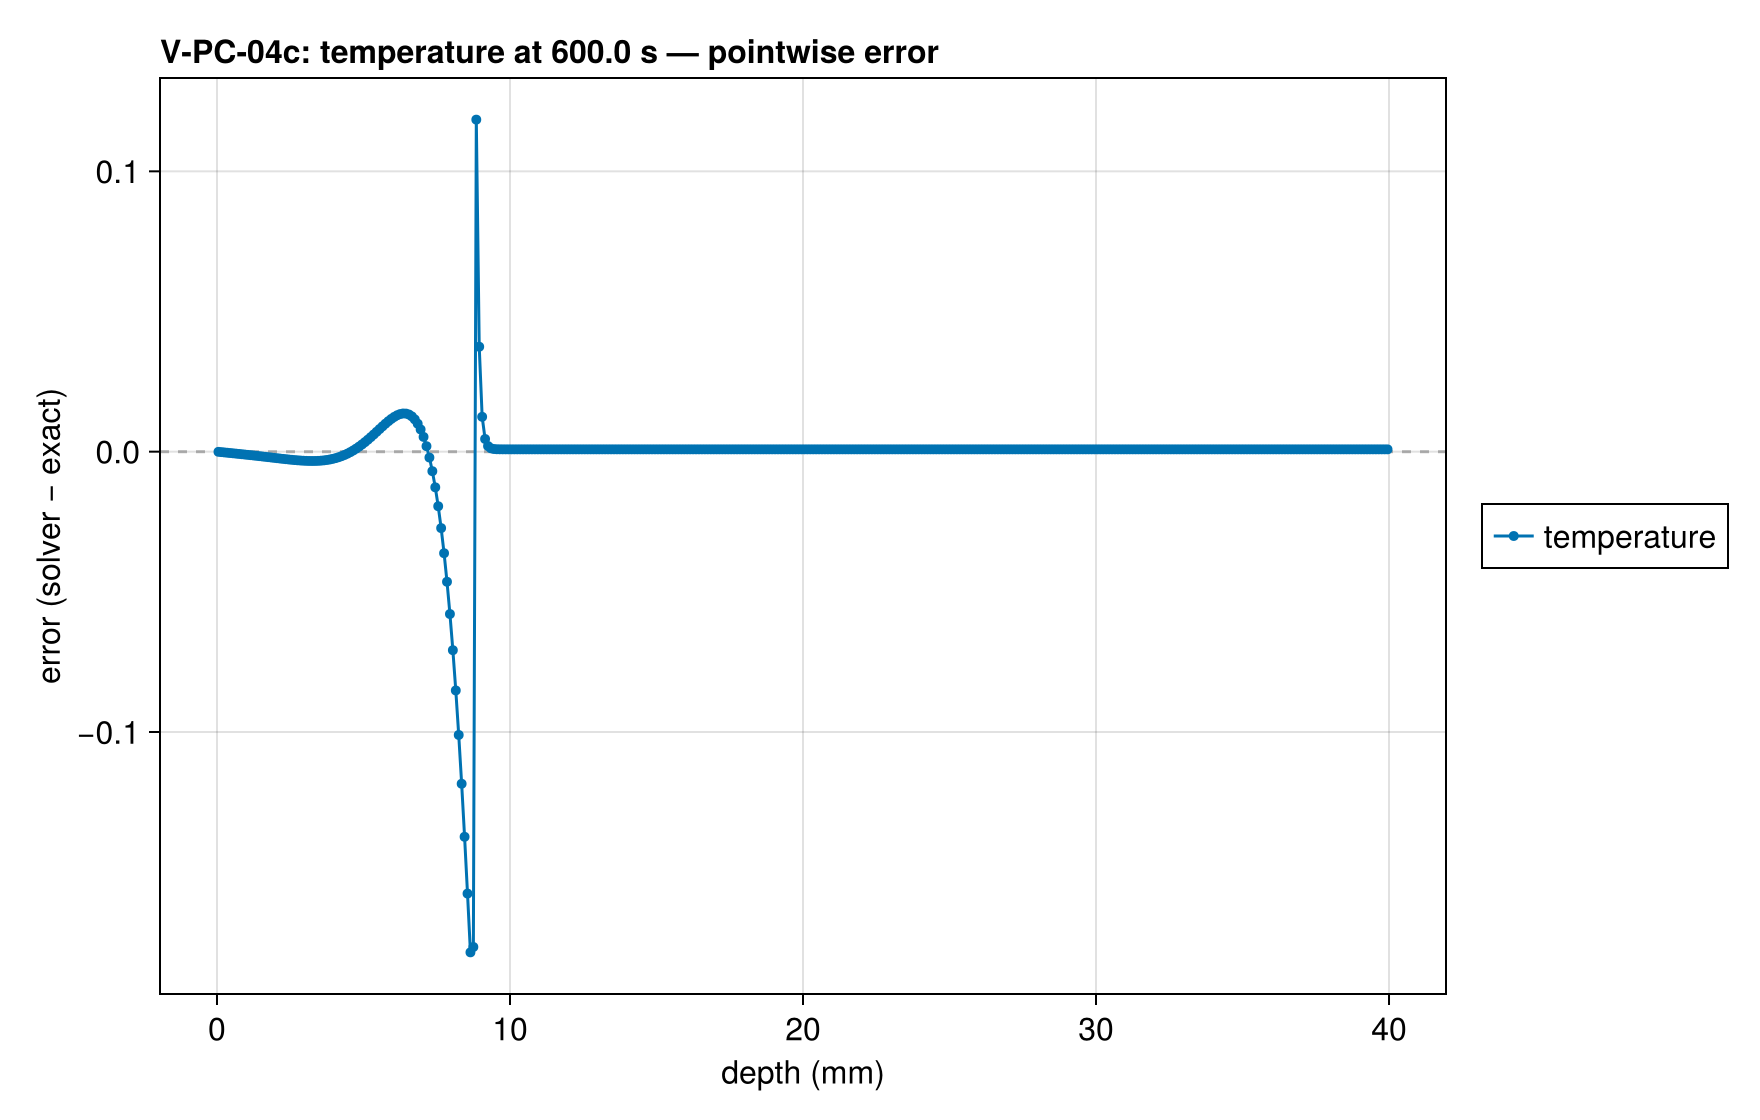 V-PC-04c: temperature at 600.0 s — pointwise error
error (solver − exact)
0.1
0.0
−0.1
0 10 20 30 40
depth (mm)
temperature